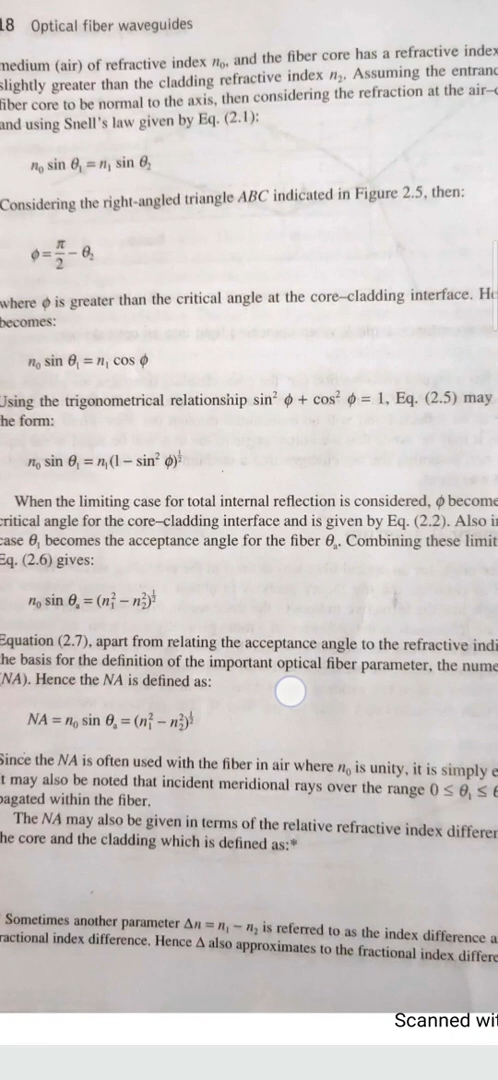 18 Optical fiber waveguides
medium (air) of refractive index n₀, and the fiber core has a refractive index
slightly greater than the cladding refractive index n₂. Assuming the entranc
fiber core to be normal to the axis, then considering the refraction at the air–c
and using Snell's law given by Eq. (2.1):
n₀ sin θ₁ = n₁ sin θ₂
Considering the right-angled triangle ABC indicated in Figure 2.5, then:
ϕ = π/2 − θ₂
where ϕ is greater than the critical angle at the core–cladding interface. He
becomes:
n₀ sin θ₁ = n₁ cos ϕ
Using the trigonometrical relationship sin² ϕ + cos² ϕ = 1, Eq. (2.5) may
he form:
n₀ sin θ₁ = n₁(1 − sin² ϕ)^½
When the limiting case for total internal reflection is considered, ϕ become
critical angle for the core–cladding interface and is given by Eq. (2.2). Also i
case θ₁ becomes the acceptance angle for the fiber θₐ. Combining these limit
Eq. (2.6) gives:
n₀ sin θₐ = (n₁² − n₂²)^½
Equation (2.7), apart from relating the acceptance angle to the refractive indi
he basis for the definition of the important optical fiber parameter, the nume
(NA). Hence the NA is defined as:
NA = n₀ sin θₐ = (n₁² − n₂²)^½
Since the NA is often used with the fiber in air where n₀ is unity, it is simply e
t may also be noted that incident meridional rays over the range 0 ≤ θ₁ ≤ θ
pagated within the fiber.
The NA may also be given in terms of the relative refractive index differen
he core and the cladding which is defined as:*
Sometimes another parameter Δn = n₁ − n₂ is referred to as the index difference a
ractional index difference. Hence Δ also approximates to the fractional index differe
Scanned wit